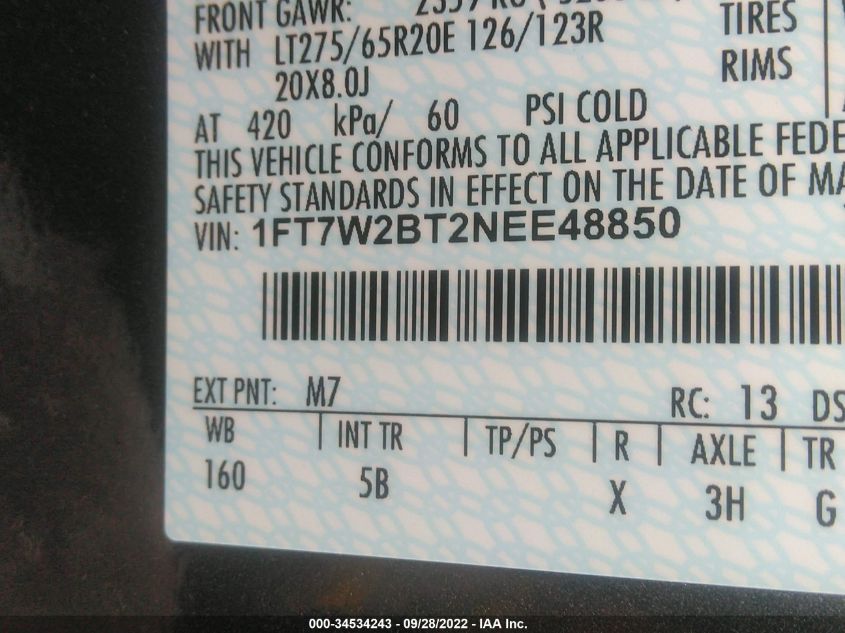 FRONT GAWR:
WITH LT275/65R20E 126/123R TIRES
20X8.0J RIMS
AT 420 kPa/ 60 PSI COLD
THIS VEHICLE CONFORMS TO ALL APPLICABLE FEDE
SAFETY STANDARDS IN EFFECT ON THE DATE OF MA
VIN: 1FT7W2BT2NEE48850
EXT PNT: M7 RC: 13 DS
WB INT TR TP/PS R AXLE TR
160 5B X 3H G
000-34534243 - 09/28/2022 - IAA Inc.